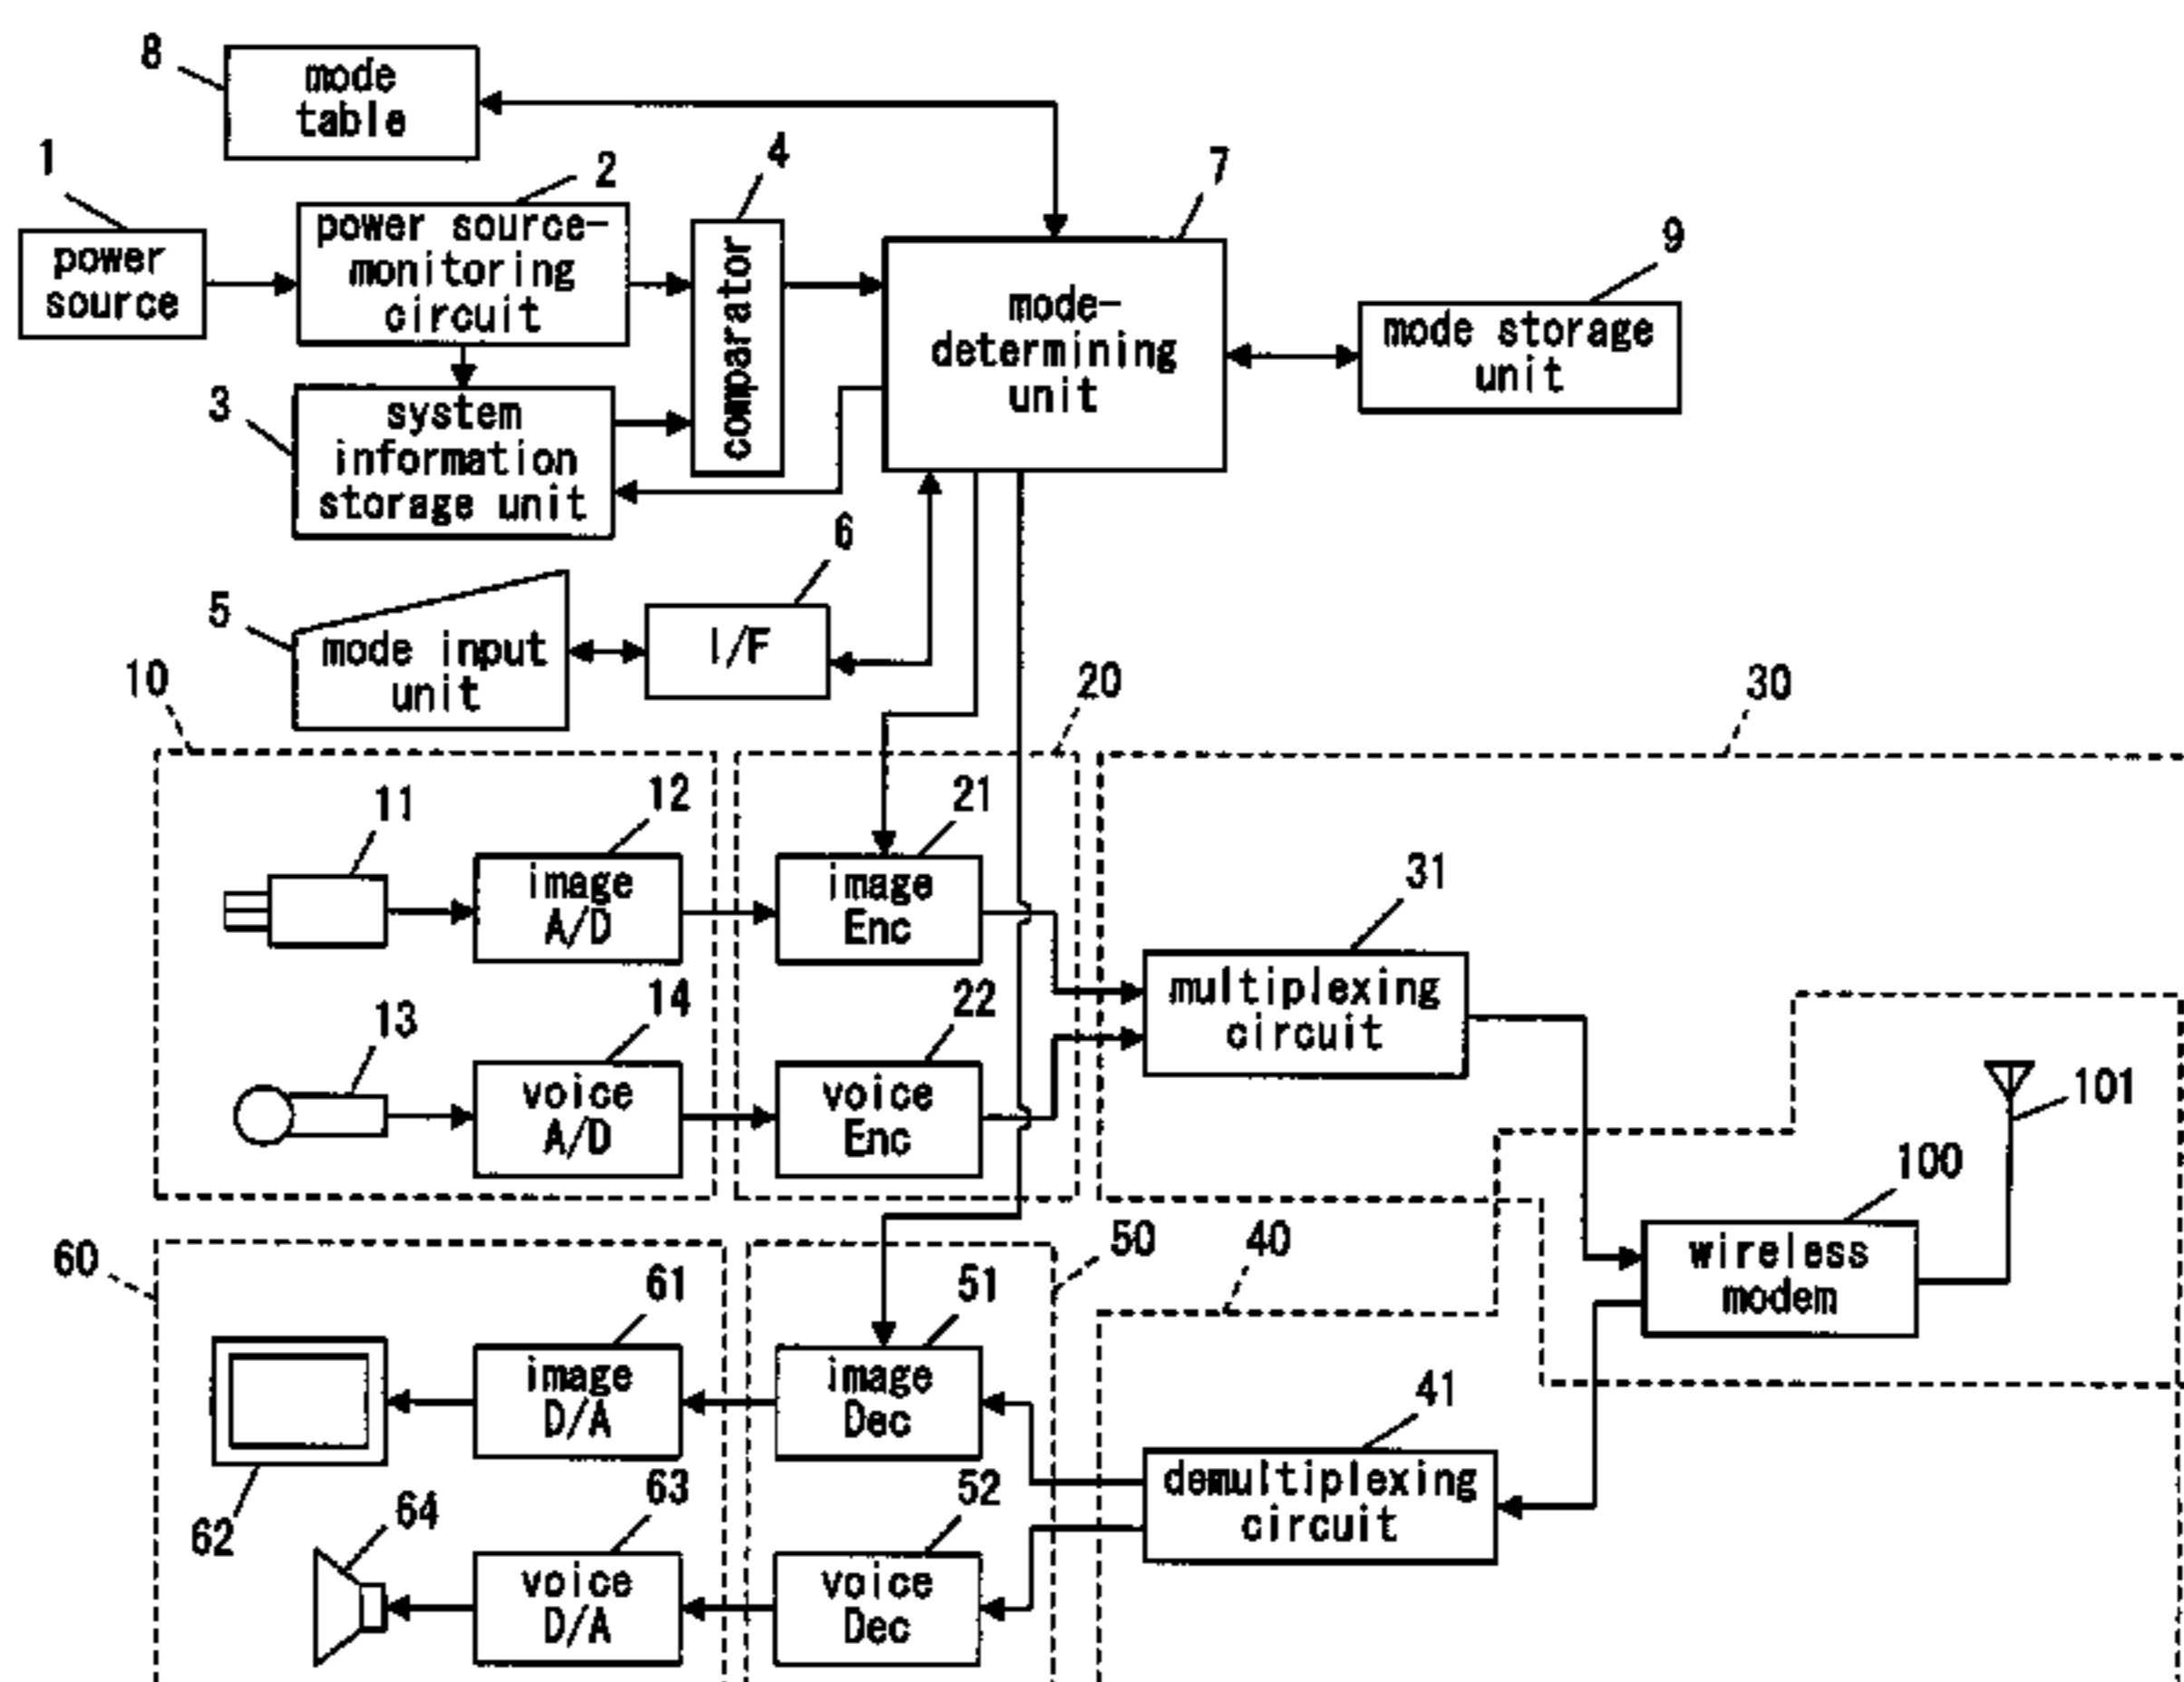 8
mode
table
1
2
4
7
power
source
power source-
monitoring
circuit
comparator
mode-
determining
unit
9
mode storage
unit
3
system
information
storage unit
6
5
mode input
unit
I/F
10
20
30
11
12
21
image
A/D
image
Enc
31
multiplexing
circuit
13
14
22
voice
A/D
voice
Enc
101
100
wireless
modem
60
50
40
61
51
image
D/A
image
Dec
41
demultiplexing
circuit
62
64
63
52
voice
D/A
voice
Dec